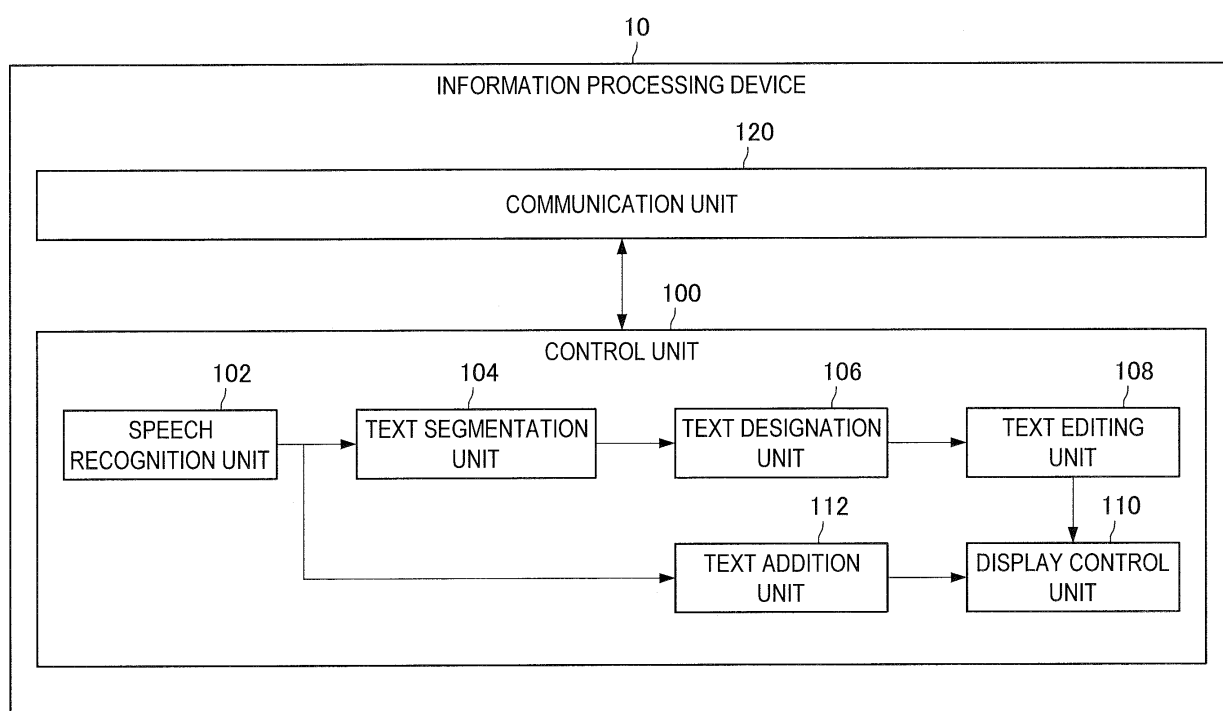 10
INFORMATION PROCESSING DEVICE
120
COMMUNICATION UNIT
100
CONTROL UNIT
102
SPEECH
RECOGNITION UNIT
104
TEXT SEGMENTATION
UNIT
106
TEXT DESIGNATION
UNIT
108
TEXT EDITING
UNIT
112
TEXT ADDITION
UNIT
110
DISPLAY CONTROL
UNIT